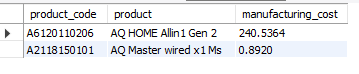 product_code product manufacturing_cost
A6120110206 AQ HOME Allin1 Gen 2 240.5364
A2118150101 AQ Master wired x1 Ms 0.8920